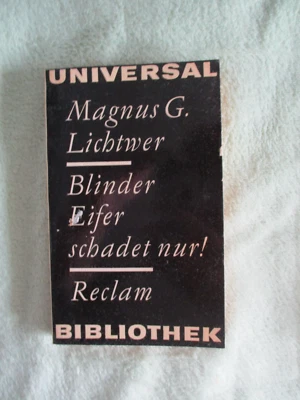 UNIVERSAL
Magnus G.
Lichtwer
Blinder
Eifer
schadet nur!
Reclam
BIBLIOTHEK